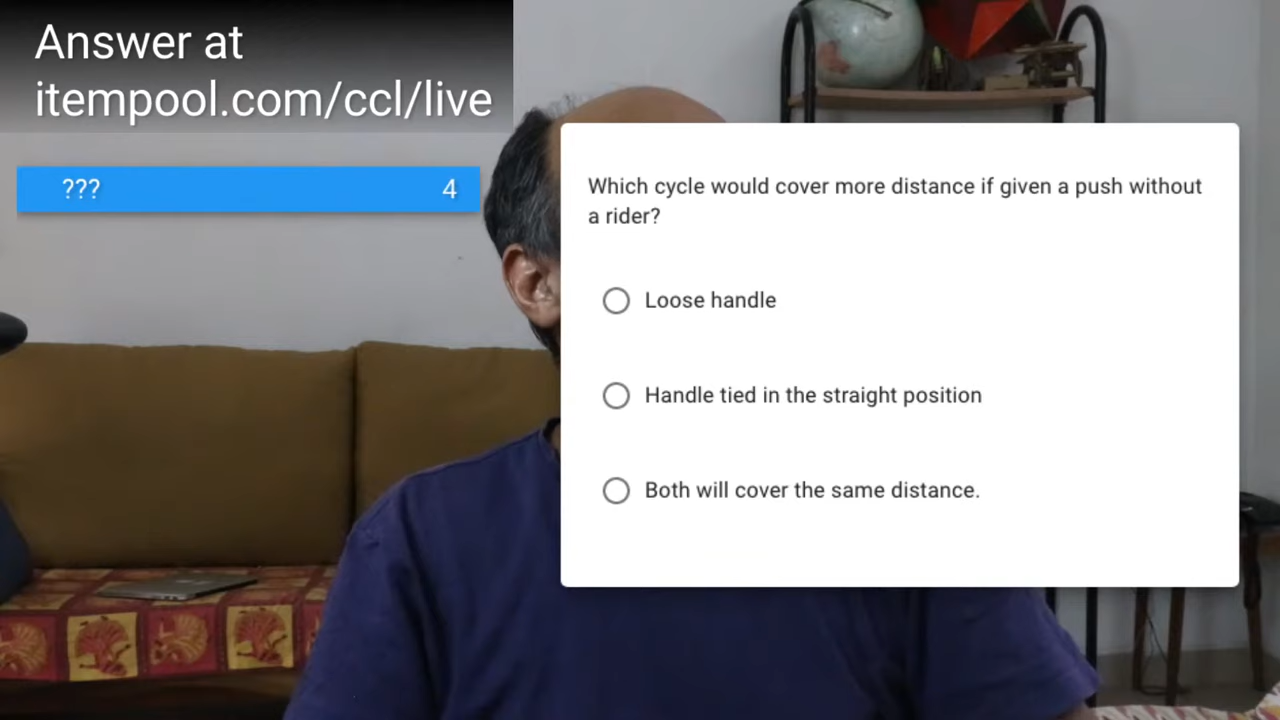 Answer at
itempool.com/ccl/live
??? 4
Which cycle would cover more distance if given a push without
a rider?
Loose handle
Handle tied in the straight position
Both will cover the same distance.